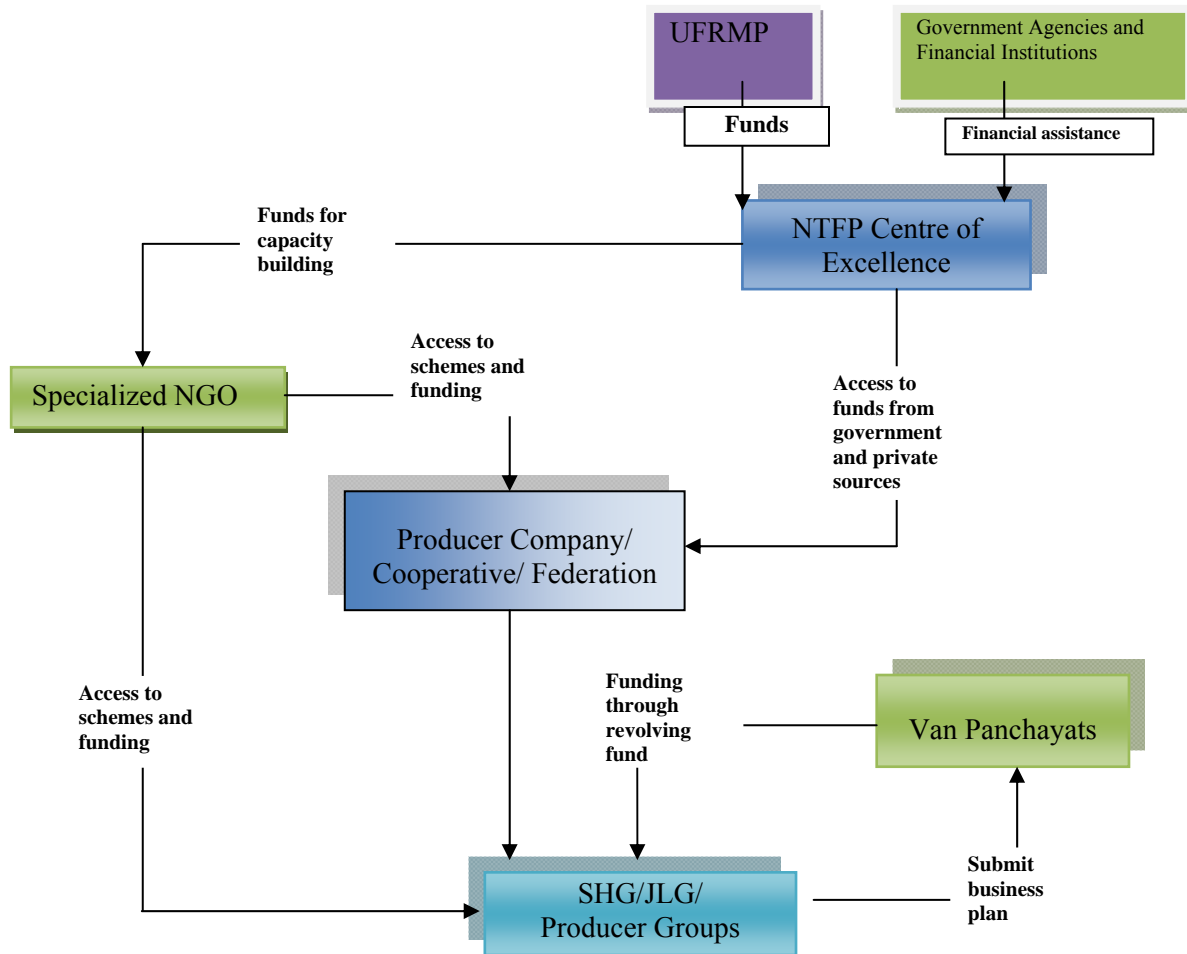 UFRMP
Government Agencies and
Financial Institutions
Funds
Financial assistance
NTFP Centre of
Excellence
Funds for
capacity
building
Access to
schemes and
funding
Specialized NGO
Access to
funds from
government
and private
sources
Producer Company/
Cooperative/ Federation
Access to
schemes and
funding
Funding
through
revolving
fund
Van Panchayats
SHG/JLG/
Producer Groups
Submit
business
plan